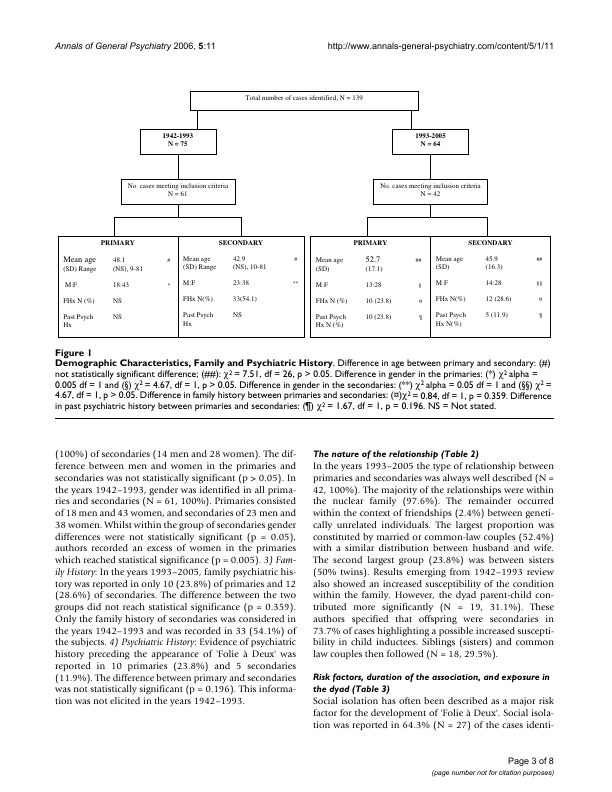 Annals of General Psychiatry 2006, 5:11
http://www.annals-general-psychiatry.com/content/5/1/11
Total number of cases identified, N = 139
1942-1993
N = 75
1993-2005
N = 64
No. cases meeting inclusion criteria
N = 61
No. cases meeting inclusion criteria
N = 42
PRIMARY
Mean age 48.1 #
(SD) Range (NS), 9-81
M:F 18:43 *
FHx N (%) NS
Past Psych NS
Hx
SECONDARY
Mean age 42.9 #
(SD) Range (NS), 10-81
M:F 23:38 **
FHx N(%) 33(54.1)
Past Psych NS
Hx
PRIMARY
Mean age 52.7 ##
(SD) (17.1)
M:F 13:28 §
FHx N (%) 10 (23.8) ¤
Past Psych 10 (23.8) ¶
Hx N (%)
SECONDARY
Mean age 45.9 ##
(SD) (16.3)
M:F 14:28 §§
FHx N(%) 12 (28.6) ¤
Past Psych 5 (11.9) ¶
Hx N(%)
Figure 1
Demographic Characteristics, Family and Psychiatric History. Difference in age between primary and secondary: (#)
not statistically significant difference; (##): χ2 = 7.51, df = 26, p > 0.05. Difference in gender in the primaries: (*) χ2 alpha =
0.005 df = 1 and (§) χ2 = 4.67, df = 1, p > 0.05. Difference in gender in the secondaries: (**) χ2 alpha = 0.05 df = 1 and (§§) χ2 =
4.67, df = 1, p > 0.05. Difference in family history between primaries and secondaries: (¤)χ2 = 0.84, df = 1, p = 0.359. Difference
in past psychiatric history between primaries and secondaries: (¶) χ2 = 1.67, df = 1, p = 0.196. NS = Not stated.
(100%) of secondaries (14 men and 28 women). The dif-
ference between men and women in the primaries and
secondaries was not statistically significant (p > 0.05). In
the years 1942–1993, gender was identified in all prima-
ries and secondaries (N = 61, 100%). Primaries consisted
of 18 men and 43 women, and secondaries of 23 men and
38 women. Whilst within the group of secondaries gender
differences were not statistically significant (p = 0.05),
authors recorded an excess of women in the primaries
which reached statistical significance (p = 0.005). 3) Fam-
ily History: In the years 1993–2005, family psychiatric his-
tory was reported in only 10 (23.8%) of primaries and 12
(28.6%) of secondaries. The difference between the two
groups did not reach statistical significance (p = 0.359).
Only the family history of secondaries was considered in
the years 1942–1993 and was recorded in 33 (54.1%) of
the subjects. 4) Psychiatric History: Evidence of psychiatric
history preceding the appearance of 'Folie à Deux' was
reported in 10 primaries (23.8%) and 5 secondaries
(11.9%). The difference between primary and secondaries
was not statistically significant (p = 0.196). This informa-
tion was not elicited in the years 1942–1993.
The nature of the relationship (Table 2)
In the years 1993–2005 the type of relationship between
primaries and secondaries was always well described (N =
42, 100%). The majority of the relationships were within
the nuclear family (97.6%). The remainder occurred
within the context of friendships (2.4%) between geneti-
cally unrelated individuals. The largest proportion was
constituted by married or common-law couples (52.4%)
with a similar distribution between husband and wife.
The second largest group (23.8%) was between sisters
(50% twins). Results emerging from 1942–1993 review
also showed an increased susceptibility of the condition
within the family. However, the dyad parent-child con-
tributed more significantly (N = 19, 31.1%). These
authors specified that offspring were secondaries in
73.7% of cases highlighting a possible increased suscepti-
bility in child inductees. Siblings (sisters) and common
law couples then followed (N = 18, 29.5%).
Risk factors, duration of the association, and exposure in
the dyad (Table 3)
Social isolation has often been described as a major risk
factor for the development of 'Folie à Deux'. Social isola-
tion was reported in 64.3% (N = 27) of the cases identi-
Page 3 of 8
(page number not for citation purposes)